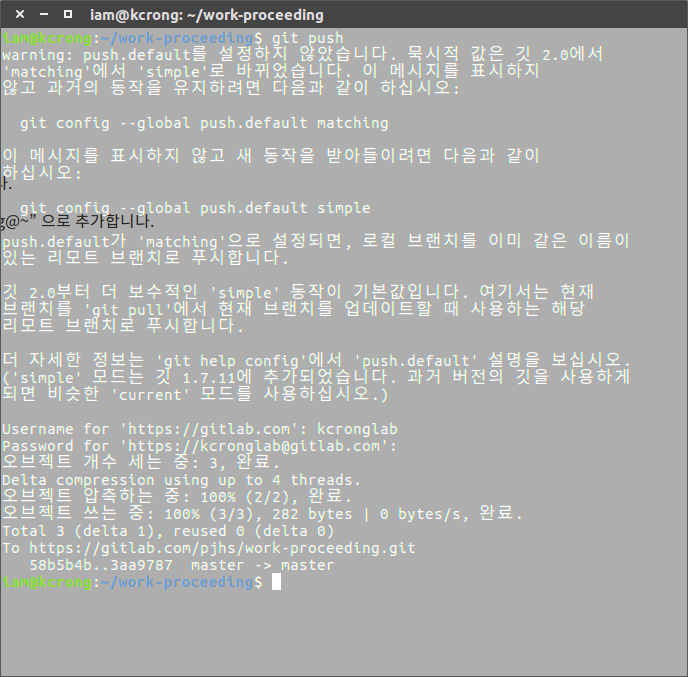 iam@kcrong: ~/work-proceeding
iam@kcrong:~/work-proceeding$ git push
warning: push.default를 설정하지 않았습니다. 묵시적 값은 깃 2.0에서
'matching'에서 'simple'로 바뀌었습니다. 이 메시지를 표시하지
않고 과거의 동작을 유지하려면 다음과 같이 하십시오:
git config --global push.default matching
이 메시지를 표시하지 않고 새 동작을 받아들이려면 다음과 같이
하십시오:
다.
git config --global push.default simple
g@~” 으로 추가합니다.
push.default가 'matching'으로 설정되면, 로컬 브랜치를 이미 같은 이름이
있는 리모트 브랜치로 푸시합니다.
깃 2.0부터 더 보수적인 'simple' 동작이 기본값입니다. 여기서는 현재
브랜치를 'git pull'에서 현재 브랜치를 업데이트할 때 사용하는 해당
리모트 브랜치로 푸시합니다.
더 자세한 정보는 'git help config'에서 'push.default' 설명을 보십시오.
('simple' 모드는 깃 1.7.11에 추가되었습니다. 과거 버전의 깃을 사용하게
되면 비슷한 'current' 모드를 사용하십시오.)
Username for 'https://gitlab.com': kcronglab
Password for 'https://kcronglab@gitlab.com':
오브젝트 개수 세는 중: 3, 완료.
Delta compression using up to 4 threads.
오브젝트 압축하는 중: 100% (2/2), 완료.
오브젝트 쓰는 중: 100% (3/3), 282 bytes | 0 bytes/s, 완료.
Total 3 (delta 1), reused 0 (delta 0)
To https://gitlab.com/pjhs/work-proceeding.git
58b5b4b..3aa9787  master -> master
iam@kcrong:~/work-proceeding$